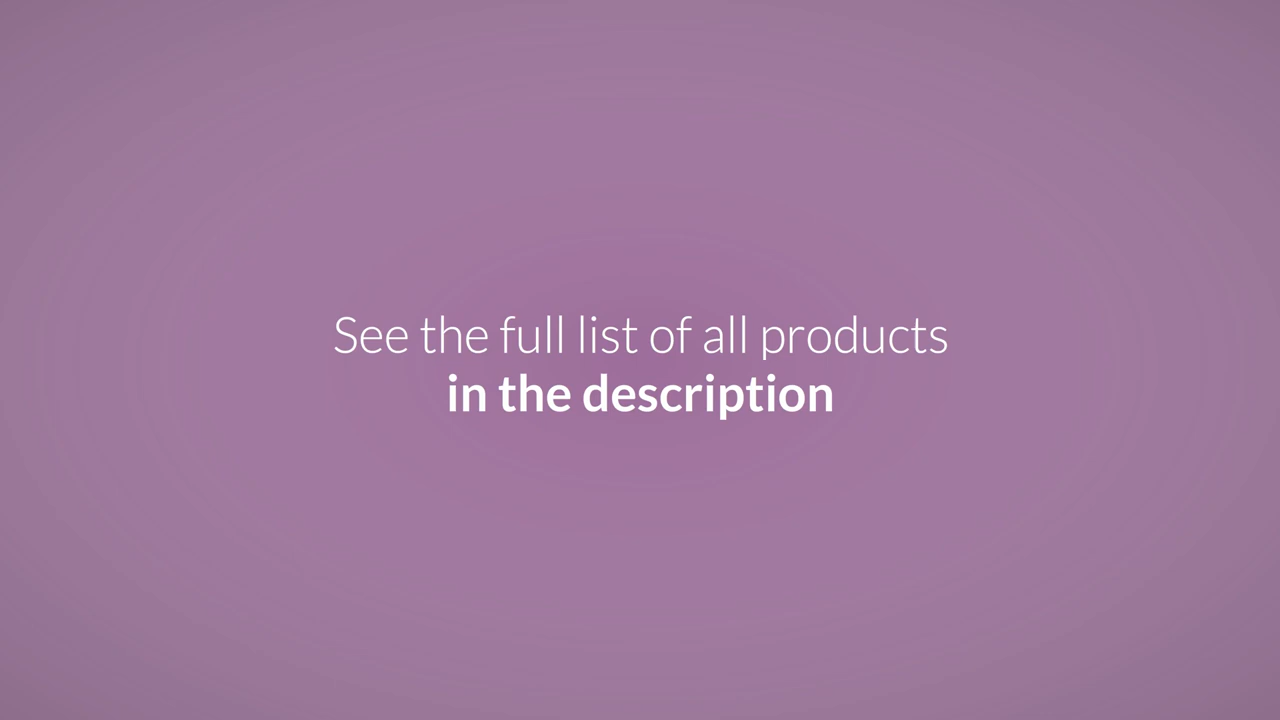 See the full list of all products
in the description